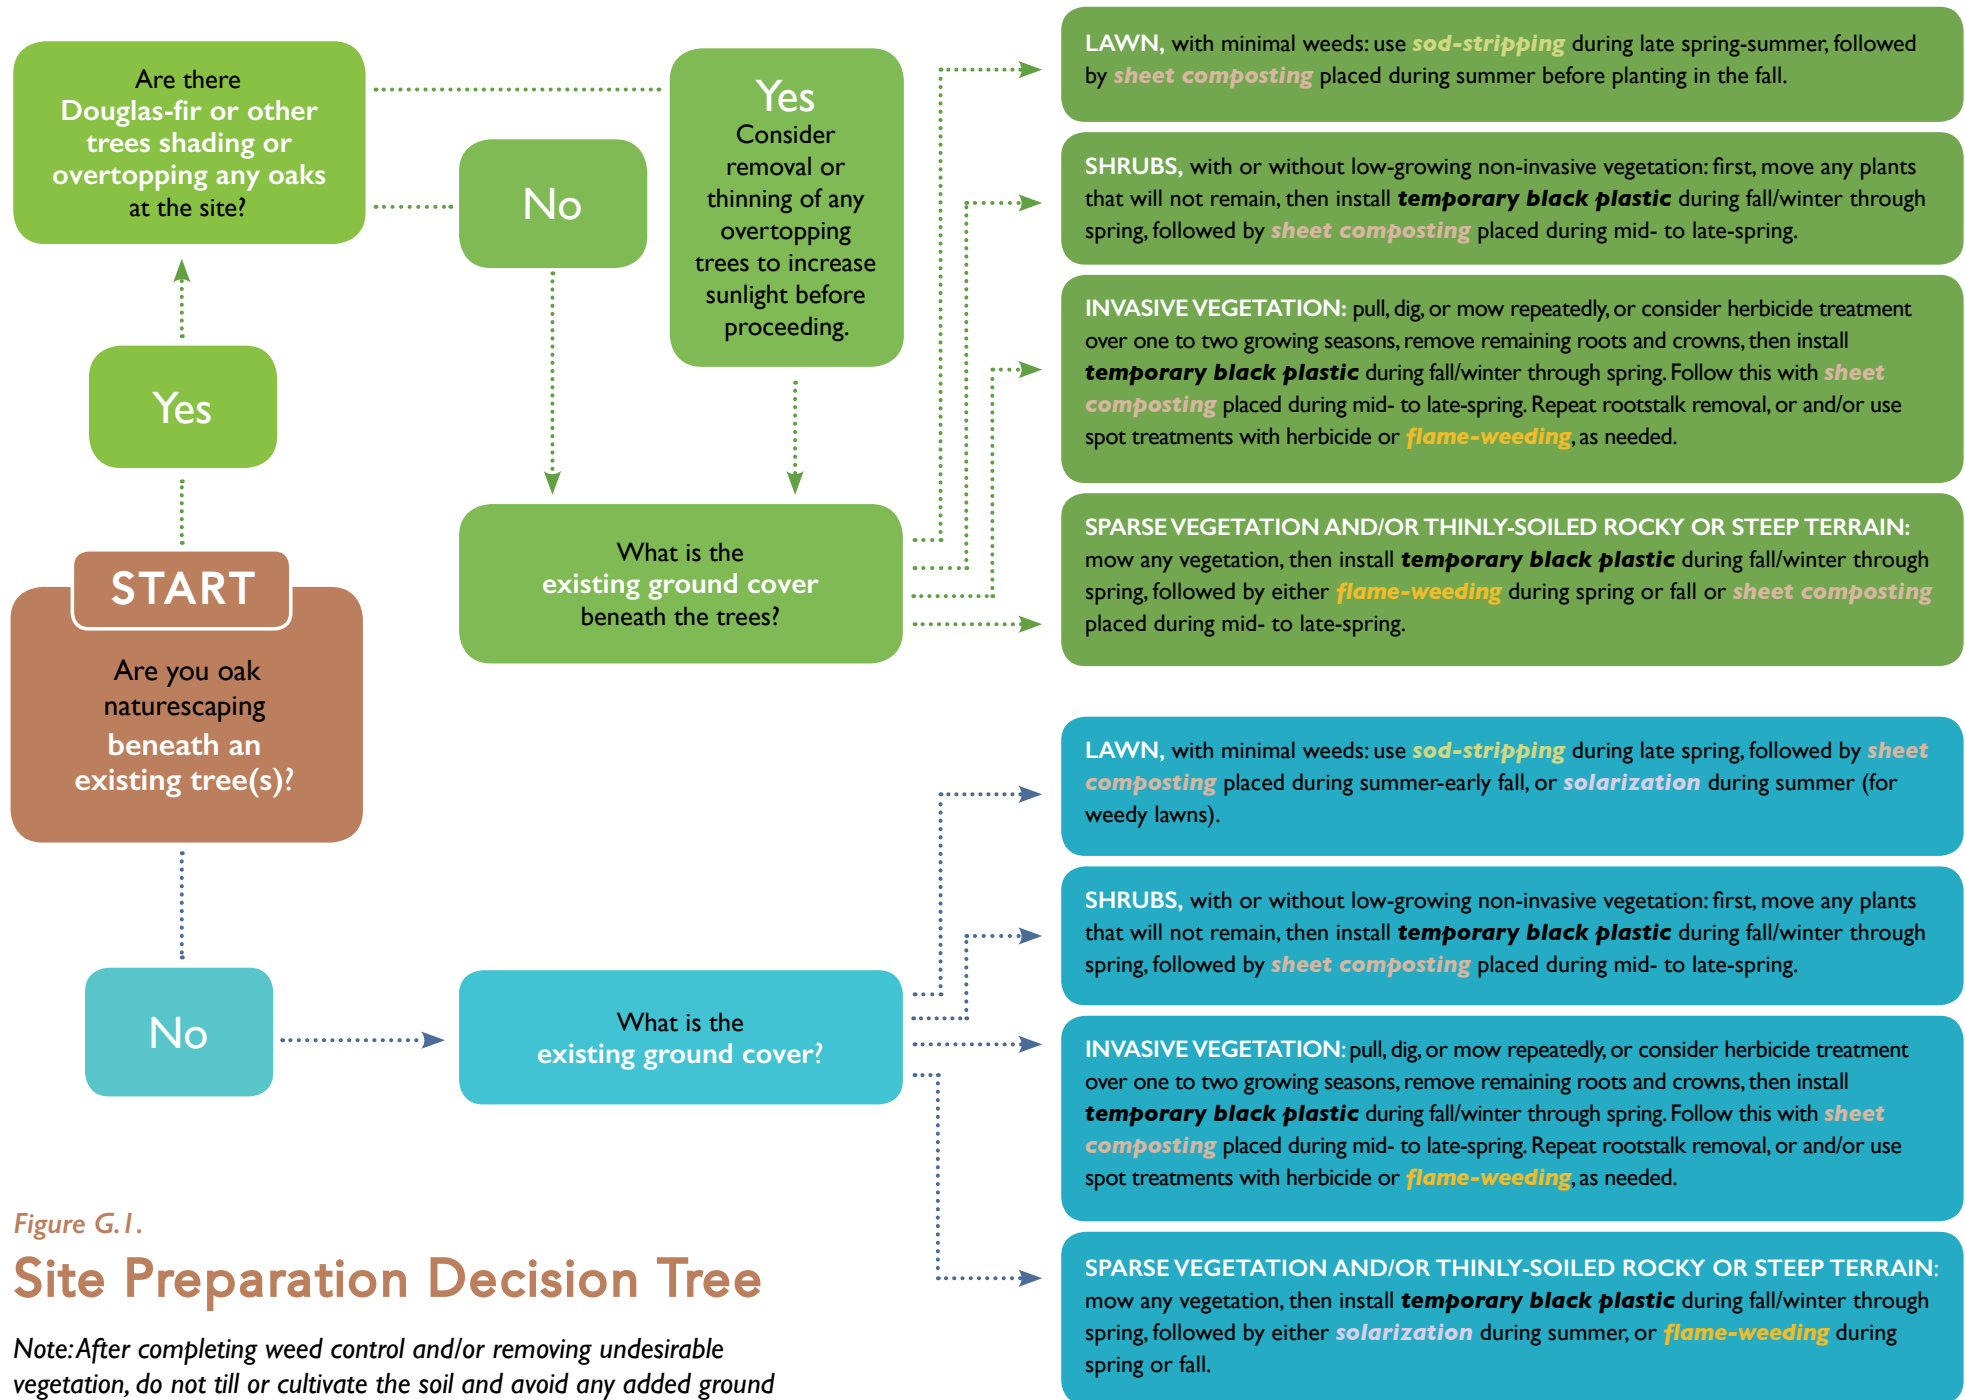 START
Are you oak
naturescaping
beneath an
existing tree(s)?
Yes
Are there
Douglas-fir or other
trees shading or
overtopping any oaks
at the site?
No
Yes
Consider
removal or
thinning of any
overtopping
trees to increase
sunlight before
proceeding.
What is the
existing ground cover
beneath the trees?
LAWN, with minimal weeds: use sod-stripping during late spring-summer, followed
by sheet composting placed during summer before planting in the fall.
SHRUBS, with or without low-growing non-invasive vegetation: first, move any plants
that will not remain, then install temporary black plastic during fall/winter through
spring, followed by sheet composting placed during mid- to late-spring.
INVASIVE VEGETATION: pull, dig, or mow repeatedly, or consider herbicide treatment
over one to two growing seasons, remove remaining roots and crowns, then install
temporary black plastic during fall/winter through spring. Follow this with sheet
composting placed during mid- to late-spring. Repeat rootstalk removal, or and/or use
spot treatments with herbicide or flame-weeding, as needed.
SPARSE VEGETATION AND/OR THINLY-SOILED ROCKY OR STEEP TERRAIN:
mow any vegetation, then install temporary black plastic during fall/winter through
spring, followed by either flame-weeding during spring or fall or sheet composting
placed during mid- to late-spring.
No
What is the
existing ground cover?
LAWN, with minimal weeds: use sod-stripping during late spring, followed by sheet
composting placed during summer-early fall, or solarization during summer (for
weedy lawns).
SHRUBS, with or without low-growing non-invasive vegetation: first, move any plants
that will not remain, then install temporary black plastic during fall/winter through
spring, followed by sheet composting placed during mid- to late-spring.
INVASIVE VEGETATION: pull, dig, or mow repeatedly, or consider herbicide treatment
over one to two growing seasons, remove remaining roots and crowns, then install
temporary black plastic during fall/winter through spring. Follow this with sheet
composting placed during mid- to late-spring. Repeat rootstalk removal, or and/or use
spot treatments with herbicide or flame-weeding, as needed.
SPARSE VEGETATION AND/OR THINLY-SOILED ROCKY OR STEEP TERRAIN:
mow any vegetation, then install temporary black plastic during fall/winter through
spring, followed by either solarization during summer, or flame-weeding during
spring or fall.
Figure G.1.
Site Preparation Decision Tree
Note: After completing weed control and/or removing undesirable
vegetation, do not till or cultivate the soil and avoid any added ground